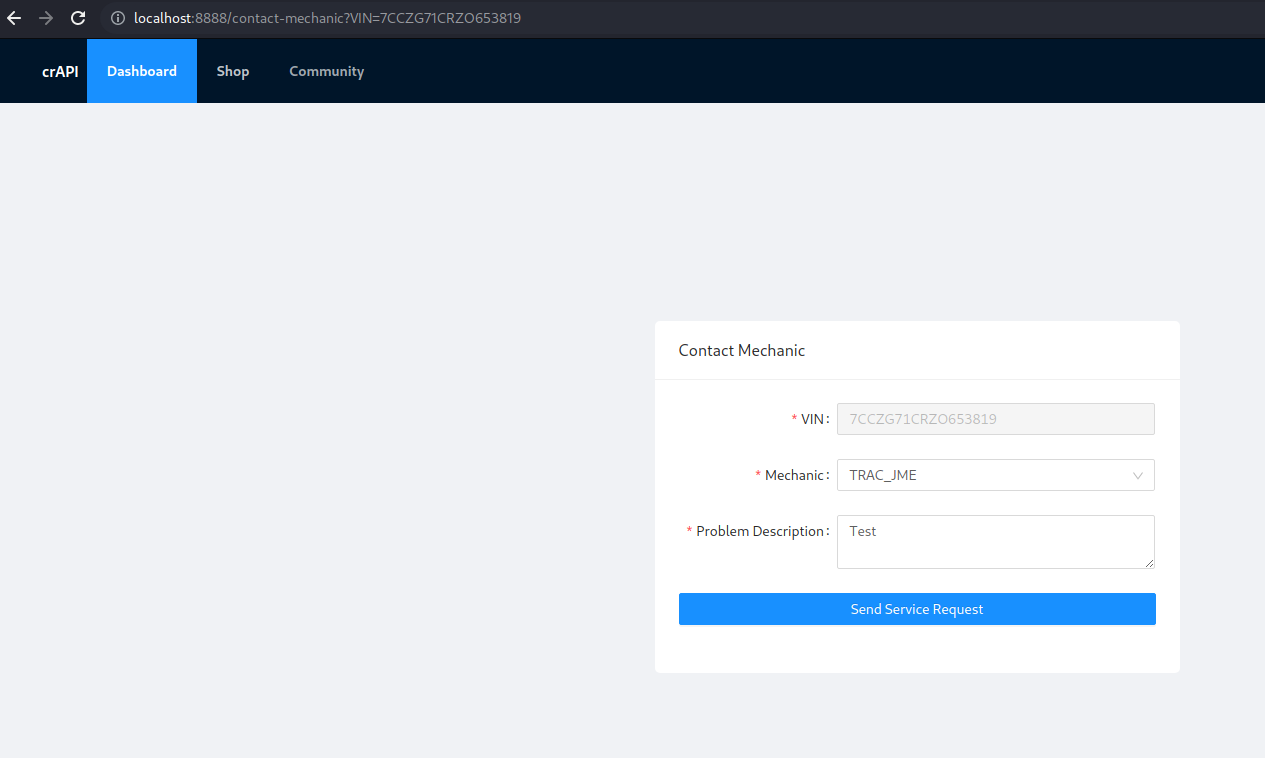 localhost:8888/contact-mechanic?VIN=7CCZG71CRZO653819
crAPI Dashboard Shop Community
Contact Mechanic
* VIN: 7CCZG71CRZO653819
* Mechanic: TRAC_JME
* Problem Description: Test
Send Service Request